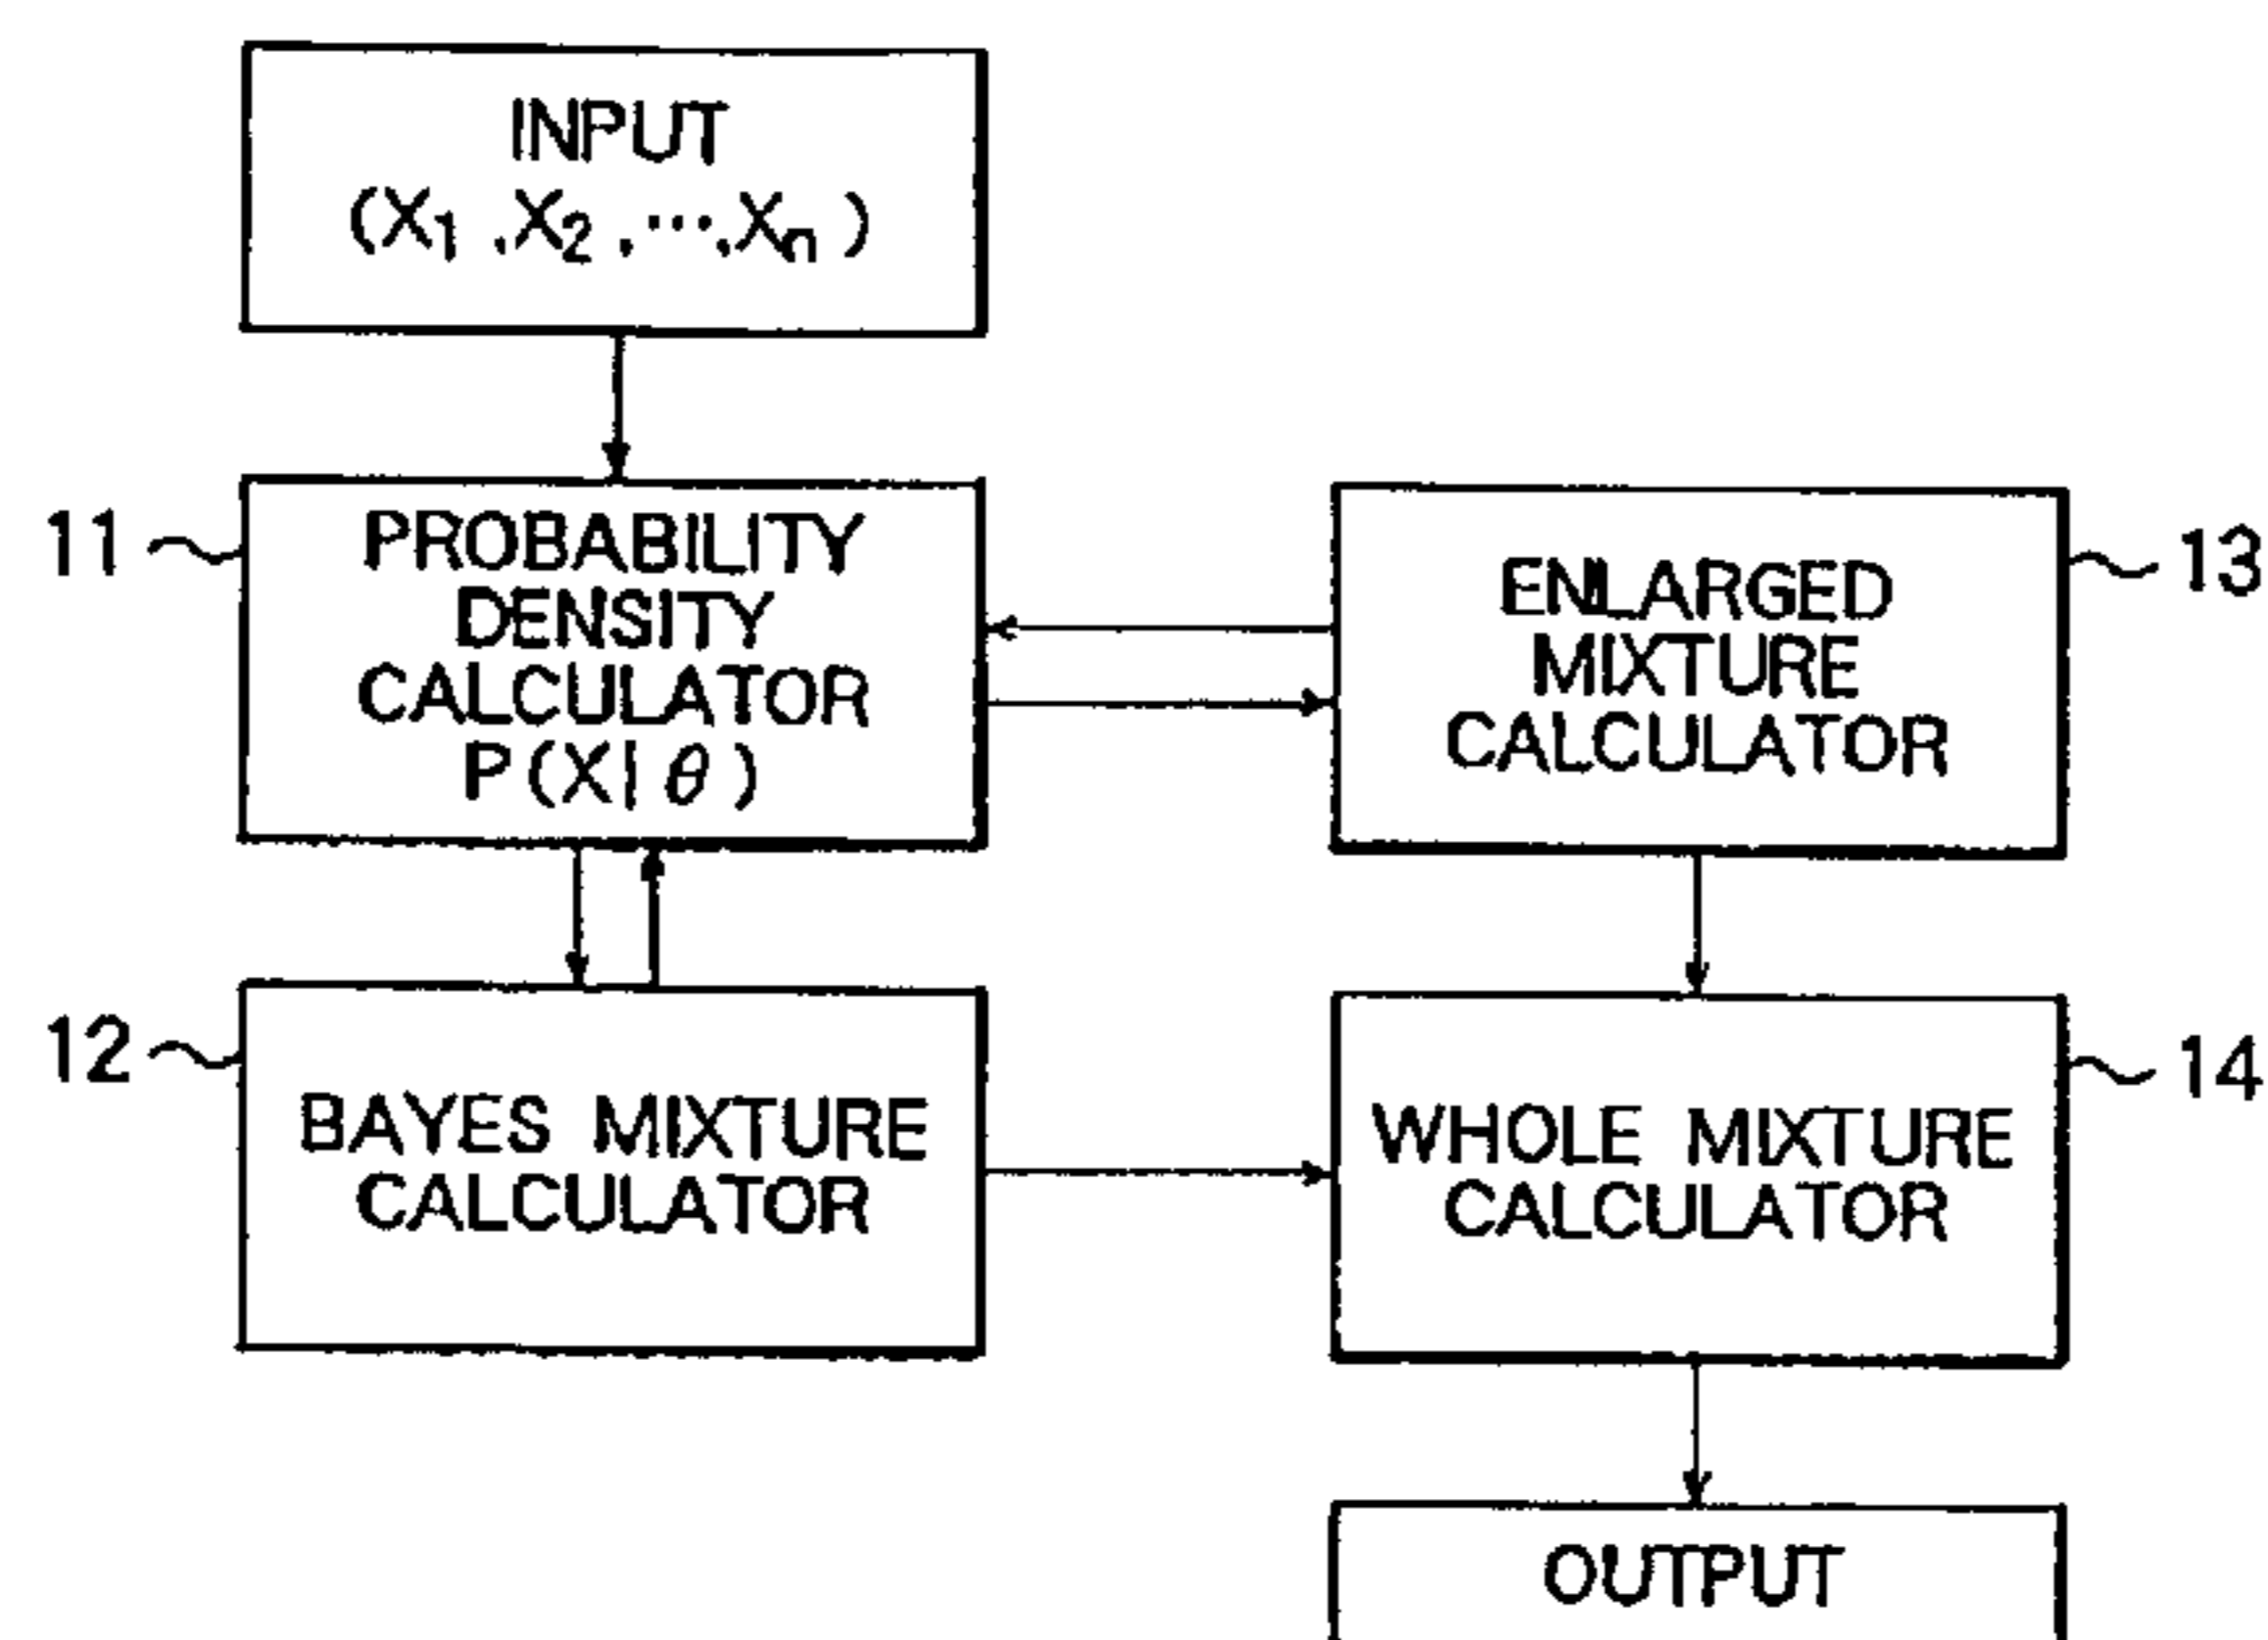 INPUT
(X₁ ,X₂ ,⋯,Xₙ )
11
PROBABILITY
DENSITY
CALCULATOR
P(X| θ )
ENLARGED
MIXTURE
CALCULATOR
13
12
BAYES MIXTURE
CALCULATOR
WHOLE MIXTURE
CALCULATOR
14
OUTPUT